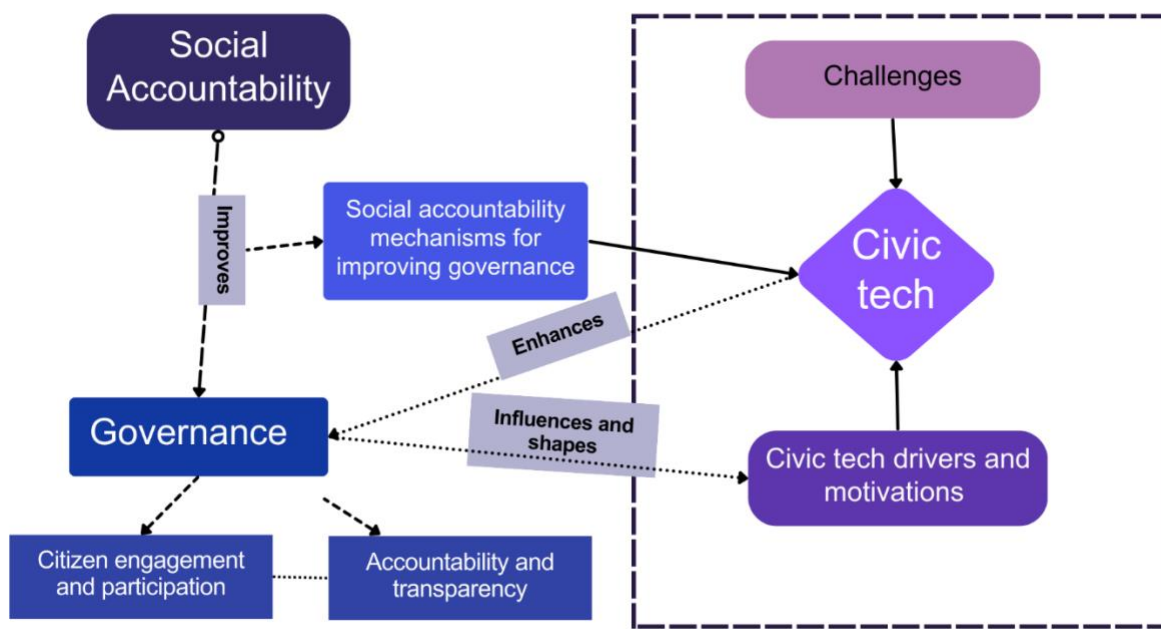 Social
Accountability
Challenges
Improves
Social accountability
mechanisms for
improving governance
Civic
tech
Enhances
Governance
Influences and
shapes
Civic tech drivers and
motivations
Citizen engagement
and participation
Accountability and
transparency